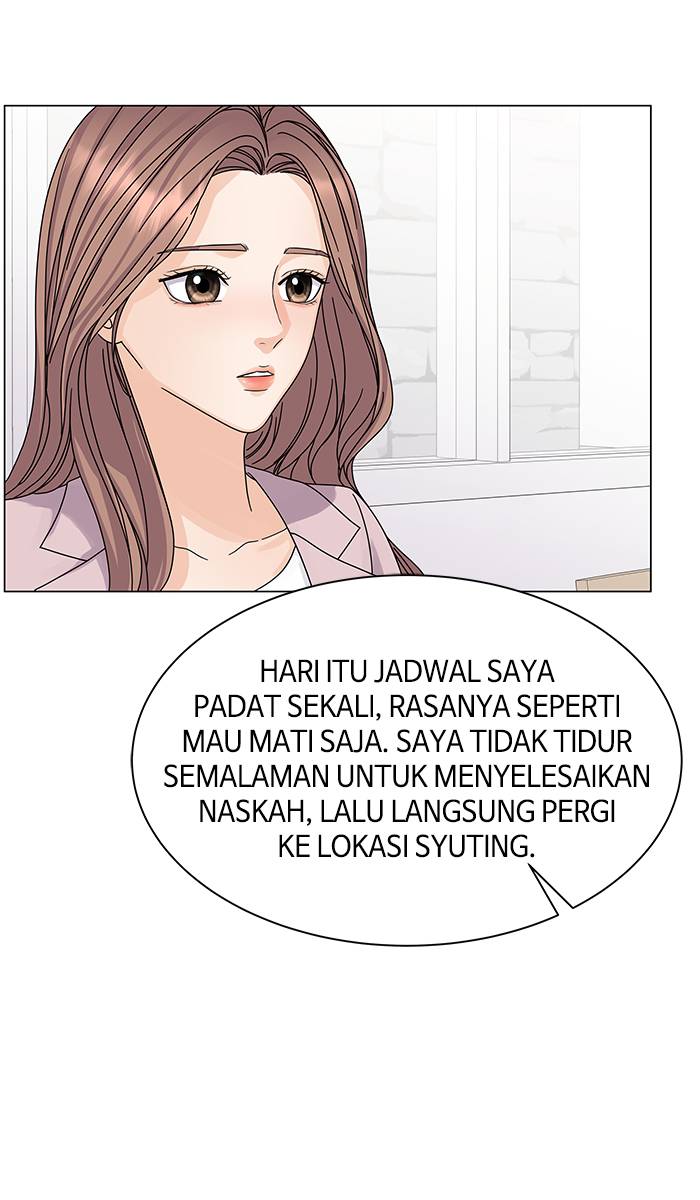 HARI ITU JADWAL SAYA
PADAT SEKALI, RASANYA SEPERTI
MAU MATI SAJA. SAYA TIDAK TIDUR
SEMALAMAN UNTUK MENYELESAIKAN
NASKAH, LALU LANGSUNG PERGI
KE LOKASI SYUTING.